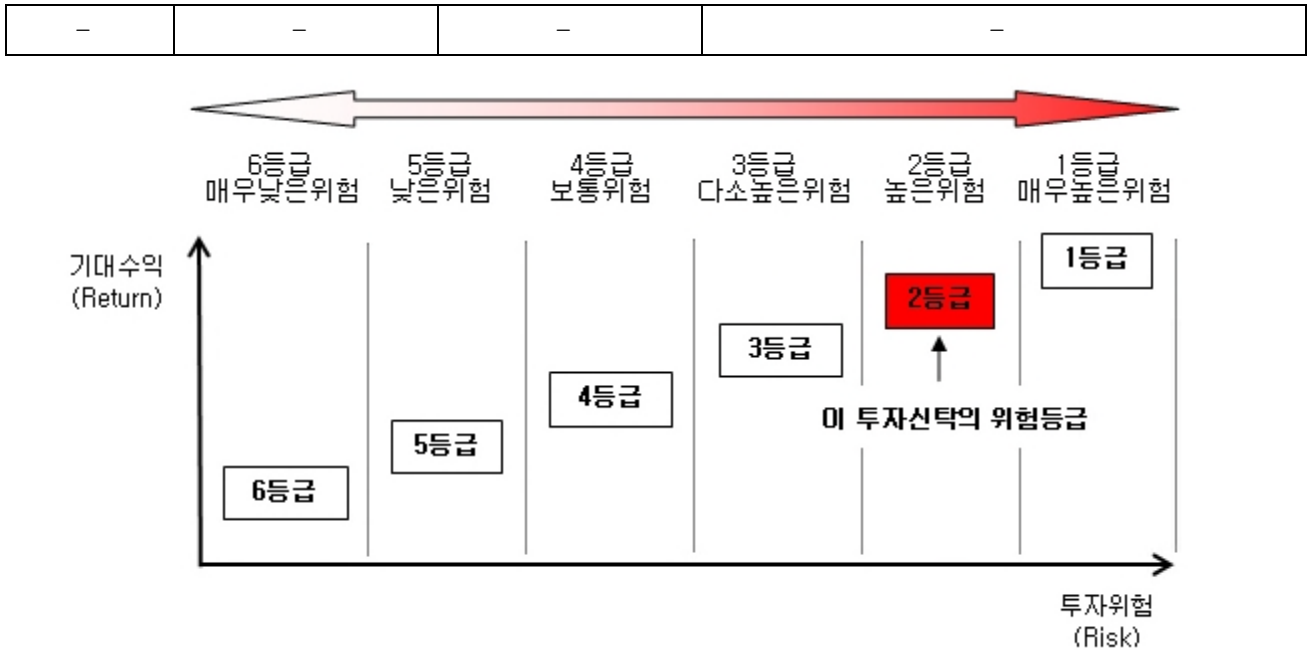 – – – –
6등급 5등급 4등급 3등급 2등급 1등급
매우낮은위험 낮은위험 보통위험 다소높은위험 높은위험 매우높은위험
기대수익
(Return)
1등급
2등급
3등급
4등급
이 투자신탁의 위험등급
5등급
6등급
투자위험
(Risk)